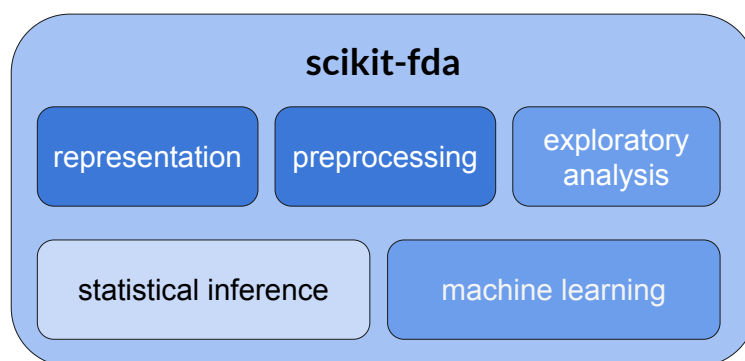 scikit-fda
representation
preprocessing
exploratory
analysis
statistical inference
machine learning